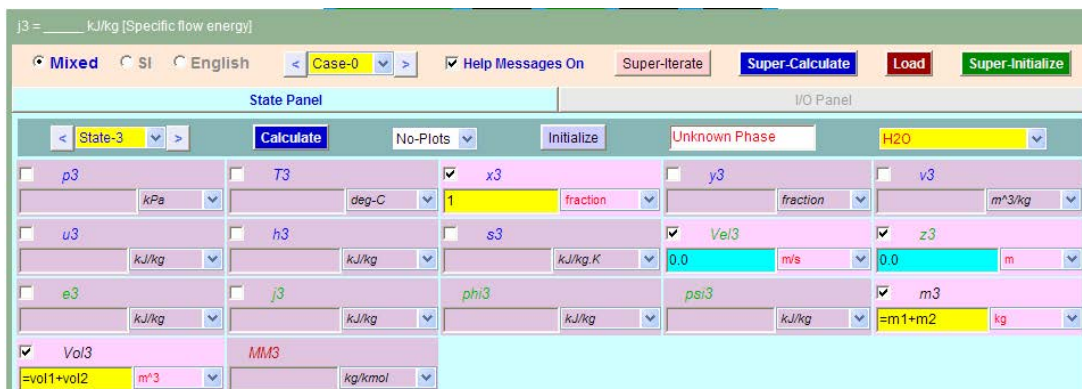 j3 = ______ kJ/kg [Specific flow energy]
Mixed SI English < Case-0 > Help Messages On Super-Iterate Super-Calculate Load Super-Initialize
State Panel I/O Panel
< State-3 > Calculate No-Plots Initialize Unknown Phase H2O
p3 T3 x3 y3 v3
kPa deg-C 1 fraction fraction m^3/kg
u3 h3 s3 Vel3 z3
kJ/kg kJ/kg kJ/kg.K 0.0 m/s 0.0 m
e3 j3 phi3 psi3 m3
kJ/kg kJ/kg kJ/kg kJ/kg =m1+m2 kg
Vol3 MM3
=vol1+vol2 m^3 kg/kmol